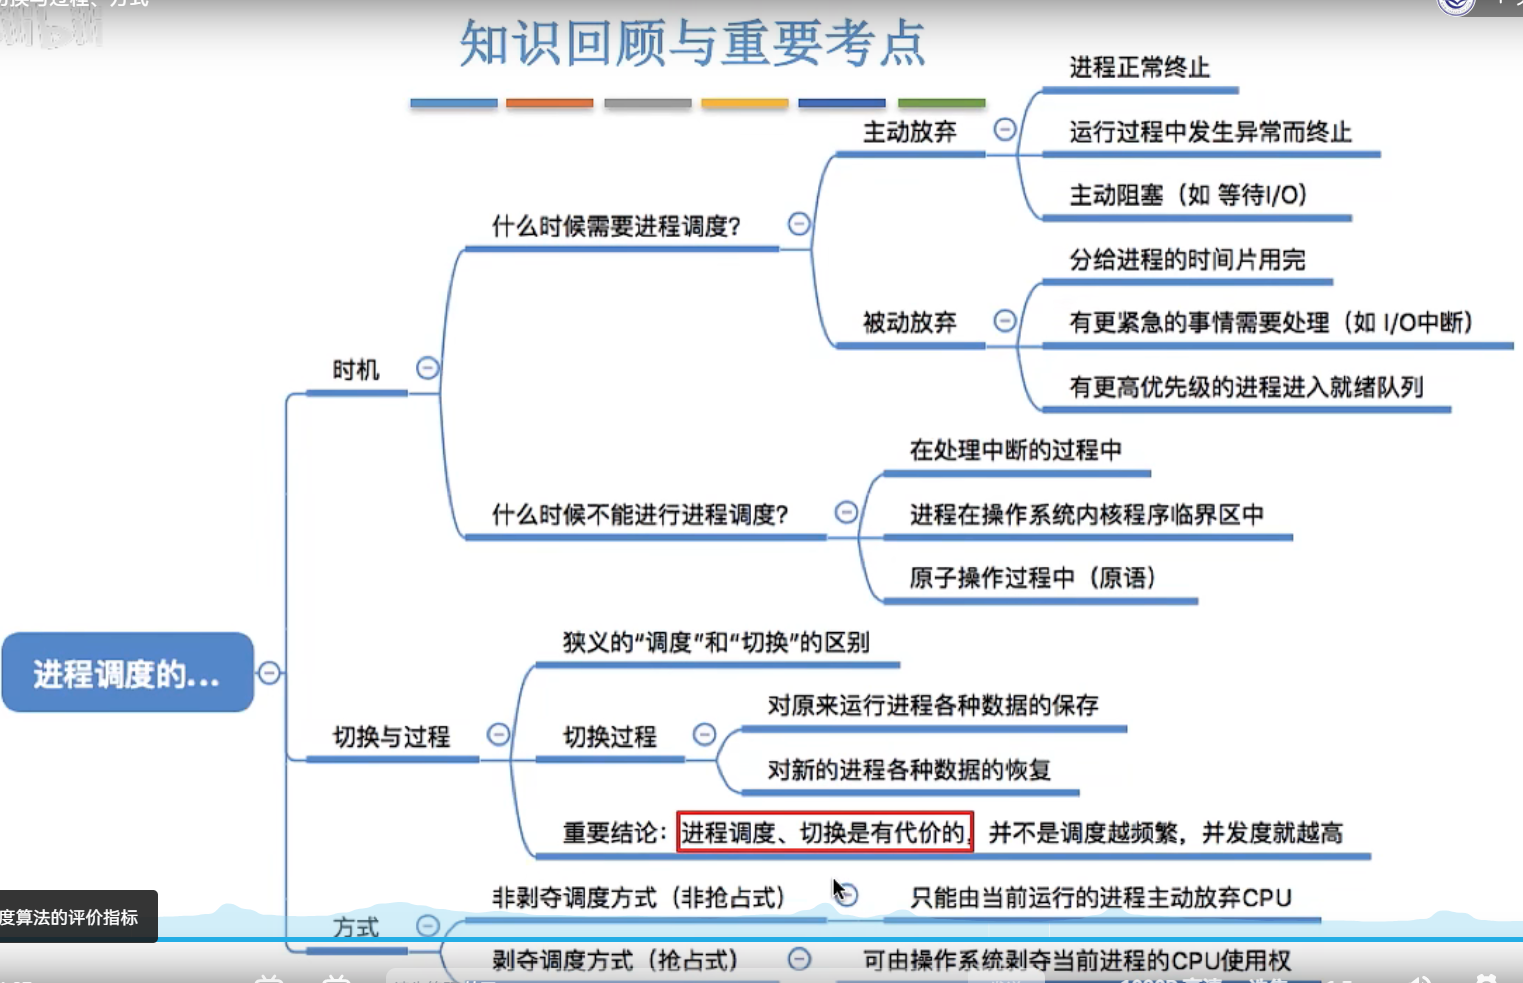 切换与过程、方式
知识回顾与重要考点
进程正常终止
主动放弃
运行过程中发生异常而终止
主动阻塞（如 等待I/O）
什么时候需要进程调度?
分给进程的时间片用完
被动放弃
有更紧急的事情需要处理（如 I/O中断）
有更高优先级的进程进入就绪队列
时机
在处理中断的过程中
什么时候不能进行进程调度?
进程在操作系统内核程序临界区中
原子操作过程中（原语）
进程调度的...
狭义的“调度”和“切换”的区别
对原来运行进程各种数据的保存
切换与过程
切换过程
对新的进程各种数据的恢复
重要结论：进程调度、切换是有代价的，并不是调度越频繁，并发度就越高
非剥夺调度方式（非抢占式）
只能由当前运行的进程主动放弃CPU
度算法的评价指标
方式
剥夺调度方式（抢占式）
可由操作系统剥夺当前进程的CPU使用权